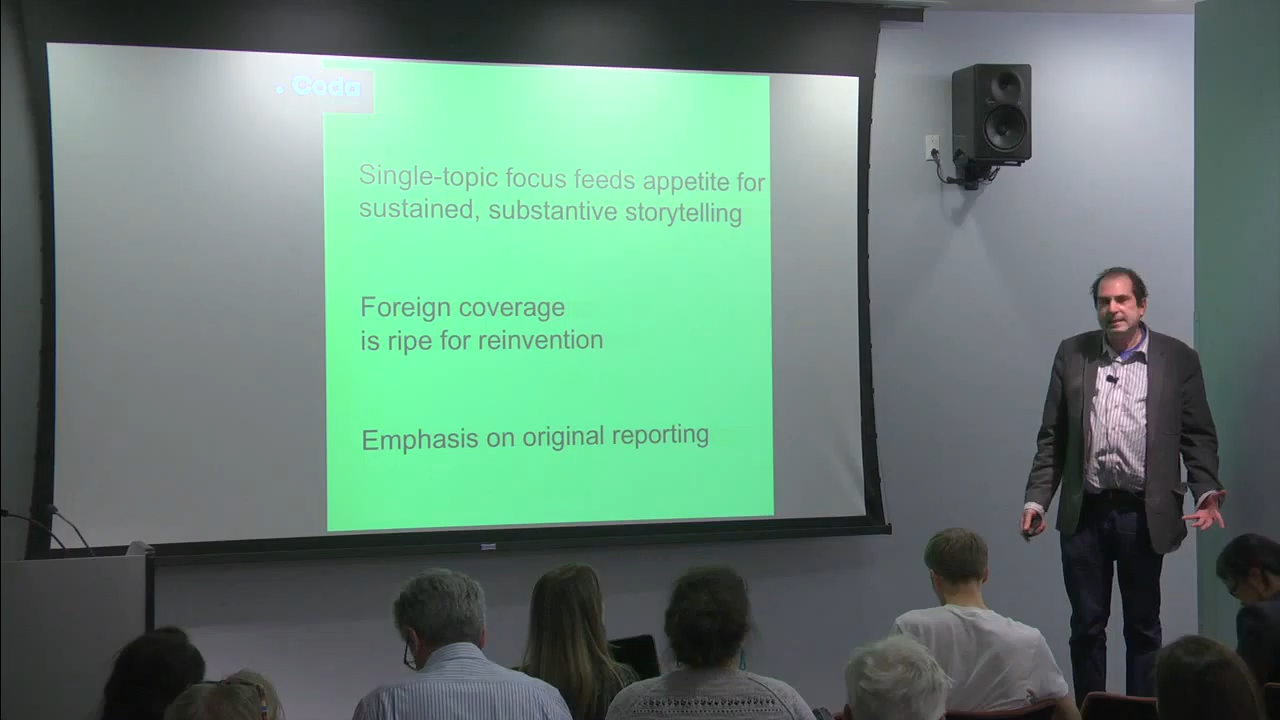 Coda
Single-topic focus feeds appetite for
sustained, substantive storytelling
Foreign coverage
is ripe for reinvention
Emphasis on original reporting